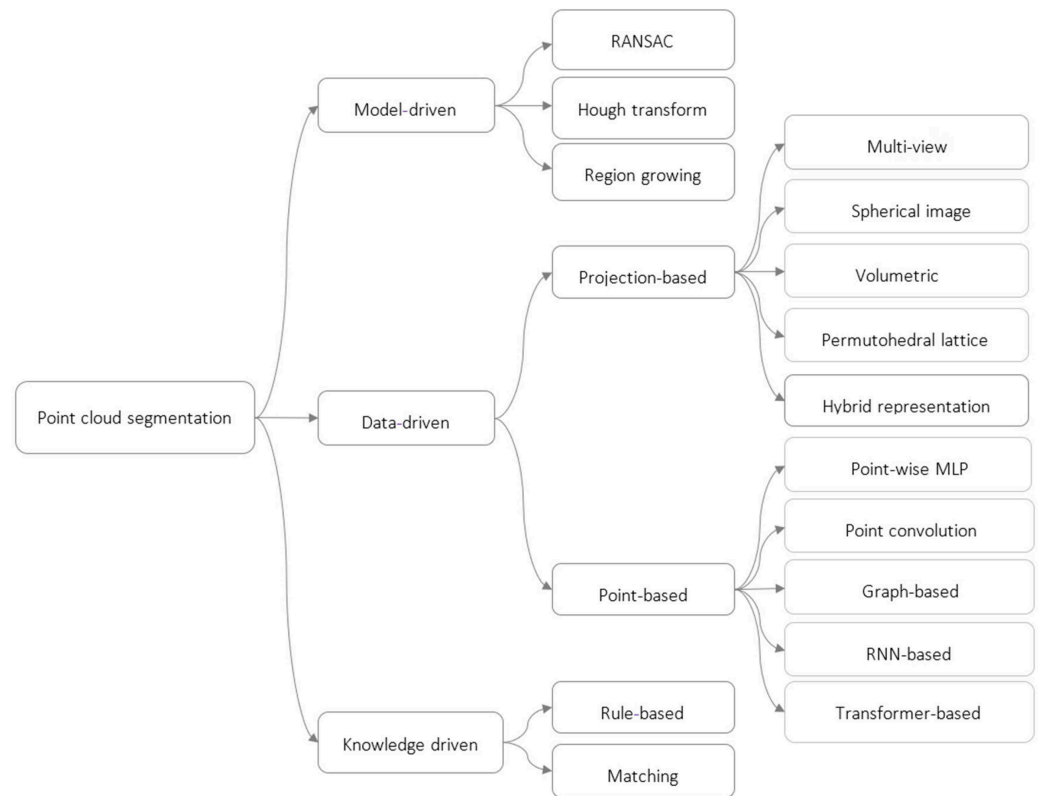 Point cloud segmentation
Model-driven
RANSAC
Hough transform
Region growing
Data-driven
Projection-based
Multi-view
Spherical image
Volumetric
Permutohedral lattice
Hybrid representation
Point-based
Point-wise MLP
Point convolution
Graph-based
RNN-based
Transformer-based
Knowledge driven
Rule-based
Matching